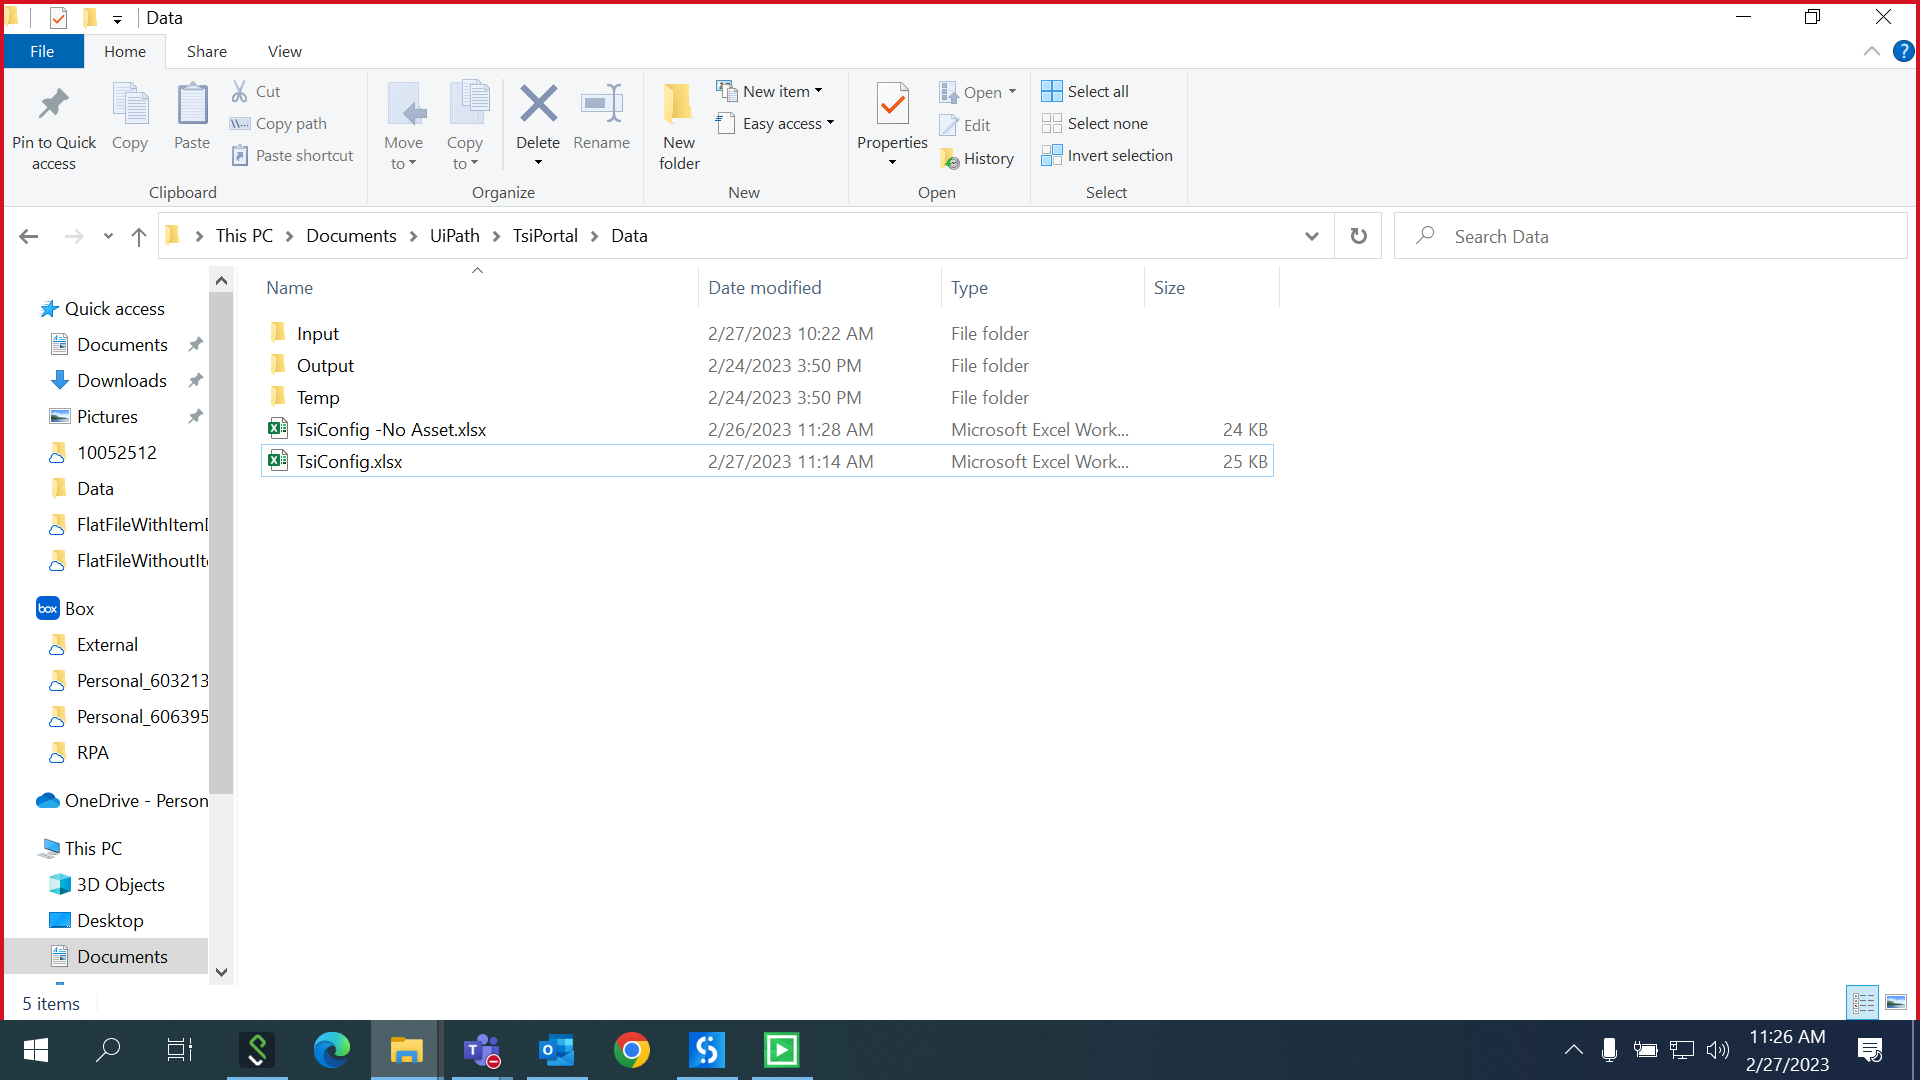 Data
File Home Share View
Pin to Quick access
Copy
Paste
Cut
Copy path
Paste shortcut
Clipboard
Move to
Copy to
Delete
Rename
Organize
New folder
New item
Easy access
New
Properties
Open
Edit
History
Open
Select all
Select none
Invert selection
Select
This PC Documents UiPath TsiPortal Data
Search Data
Quick access
Documents
Downloads
Pictures
10052512
Data
FlatFileWithItem
FlatFileWithoutIt
box Box
External
Personal_603213
Personal_606395
RPA
OneDrive - Person
This PC
3D Objects
Desktop
Documents
Name Date modified Type Size
Input 2/27/2023 10:22 AM File folder
Output 2/24/2023 3:50 PM File folder
Temp 2/24/2023 3:50 PM File folder
TsiConfig -No Asset.xlsx 2/26/2023 11:28 AM Microsoft Excel Work... 24 KB
TsiConfig.xlsx 2/27/2023 11:14 AM Microsoft Excel Work... 25 KB
5 items
11:26 AM
2/27/2023